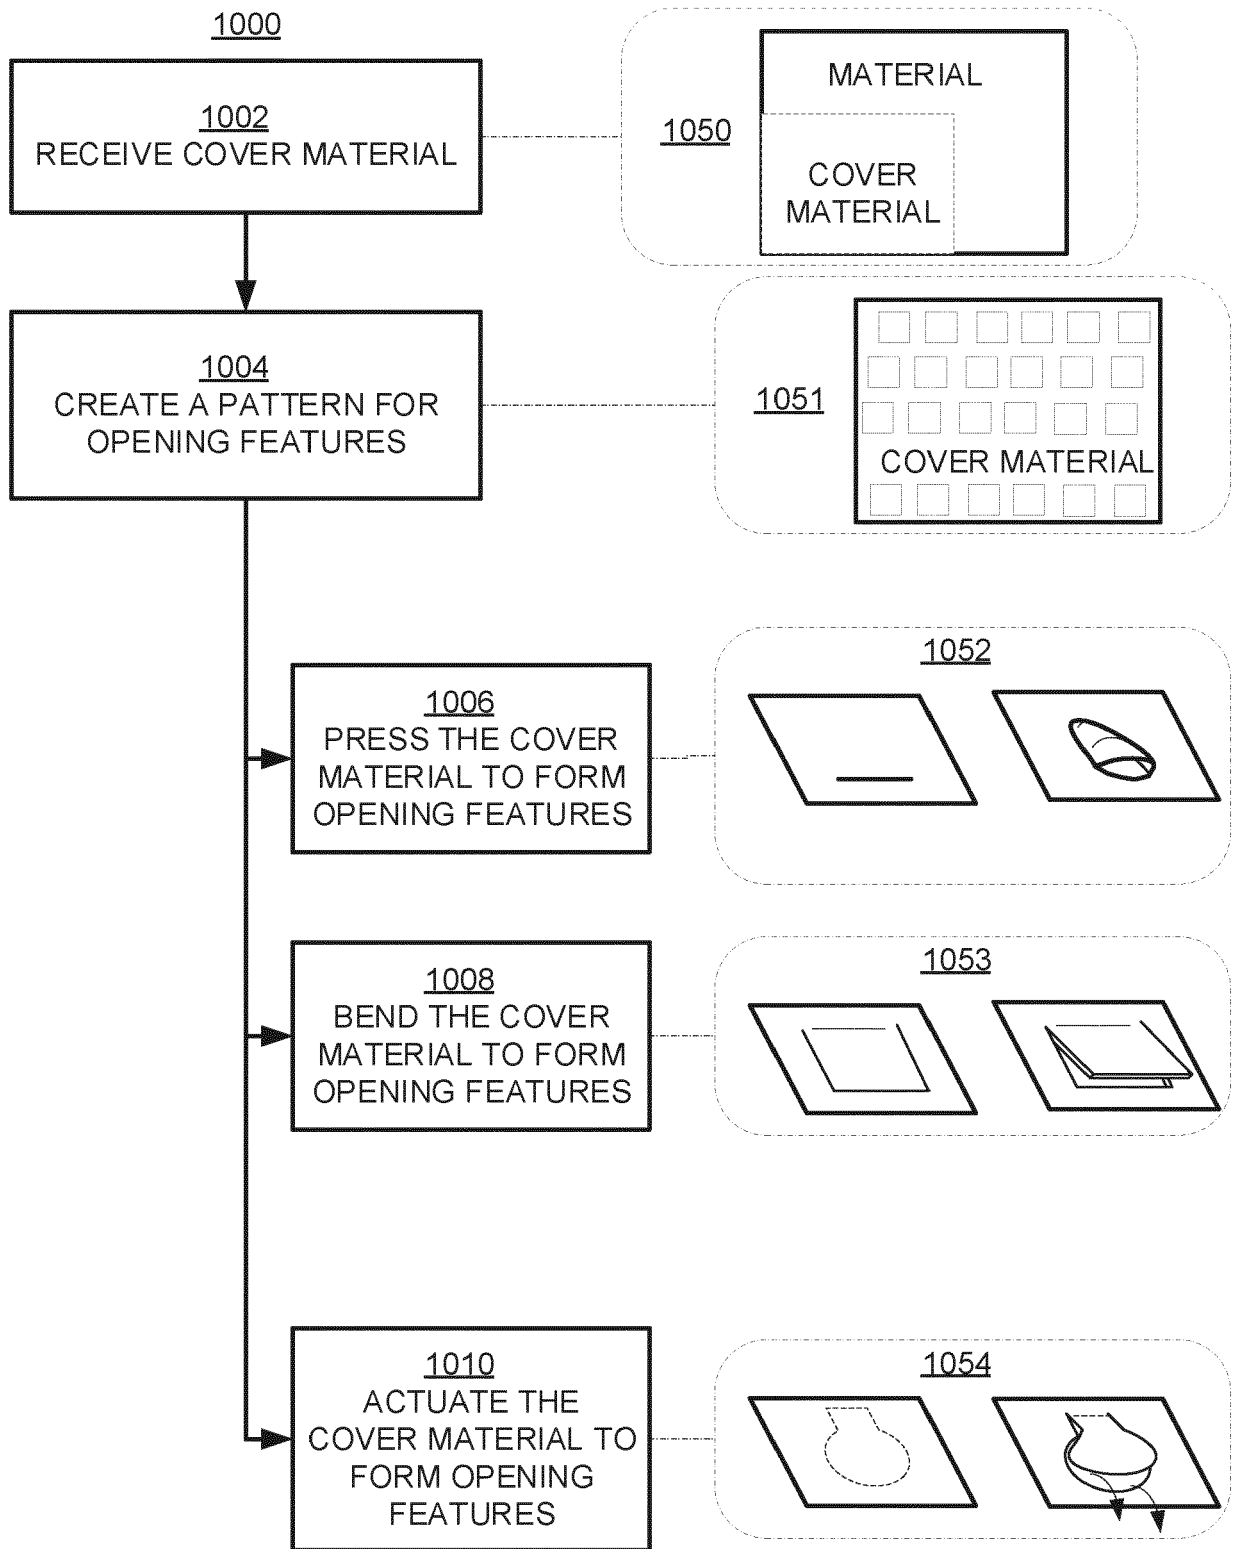 1000
1002
RECEIVE COVER MATERIAL
1050
MATERIAL
COVER
MATERIAL
1004
CREATE A PATTERN FOR
OPENING FEATURES
1051
COVER MATERIAL
1006
PRESS THE COVER
MATERIAL TO FORM
OPENING FEATURES
1052
1008
BEND THE COVER
MATERIAL TO FORM
OPENING FEATURES
1053
1010
ACTUATE THE
COVER MATERIAL TO
FORM OPENING
FEATURES
1054